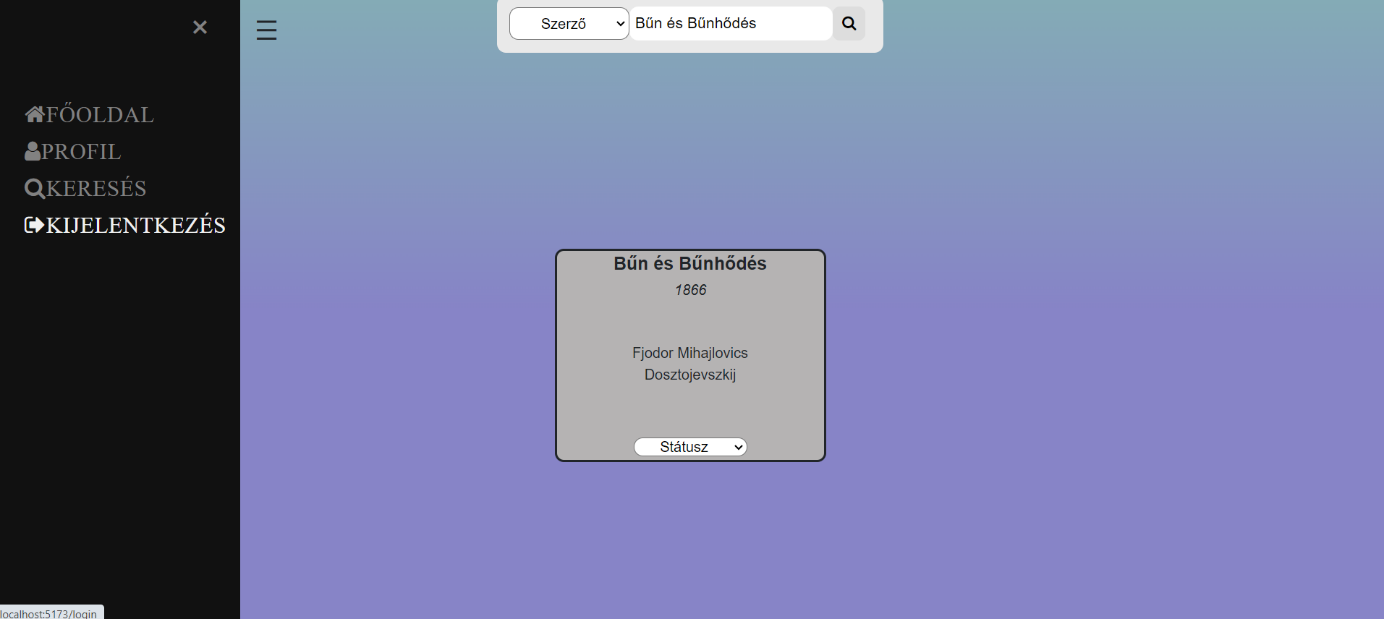 FŐOLDAL
PROFIL
KERESÉS
KIJELENTKEZÉS
Szerző
Bűn és Bűnhődés
Bűn és Bűnhődés
1866
Fjodor Mihajlovics
Dosztojevszkij
Státusz
localhost:5173/login